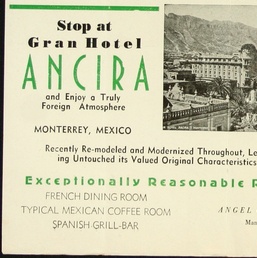 Stop at
Gran Hotel
ANCIRA
and Enjoy a Truly
Foreign Atmosphere
MONTERREY, MEXICO
Recently Re-modeled and Modernized Throughout, Le
ing Untouched its Valued Original Characteristics
Exceptionally Reasonable R
FRENCH DINING ROOM
TYPICAL MEXICAN COFFEE ROOM
SPANISH GRILL-BAR
ANGEL
Man